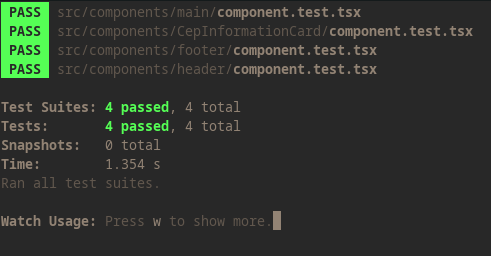 PASS src/components/main/component.test.tsx
PASS src/components/CepInformationCard/component.test.tsx
PASS src/components/footer/component.test.tsx
PASS src/components/header/component.test.tsx
Test Suites: 4 passed, 4 total
Tests: 4 passed, 4 total
Snapshots: 0 total
Time: 1.354 s
Ran all test suites.
Watch Usage: Press w to show more.